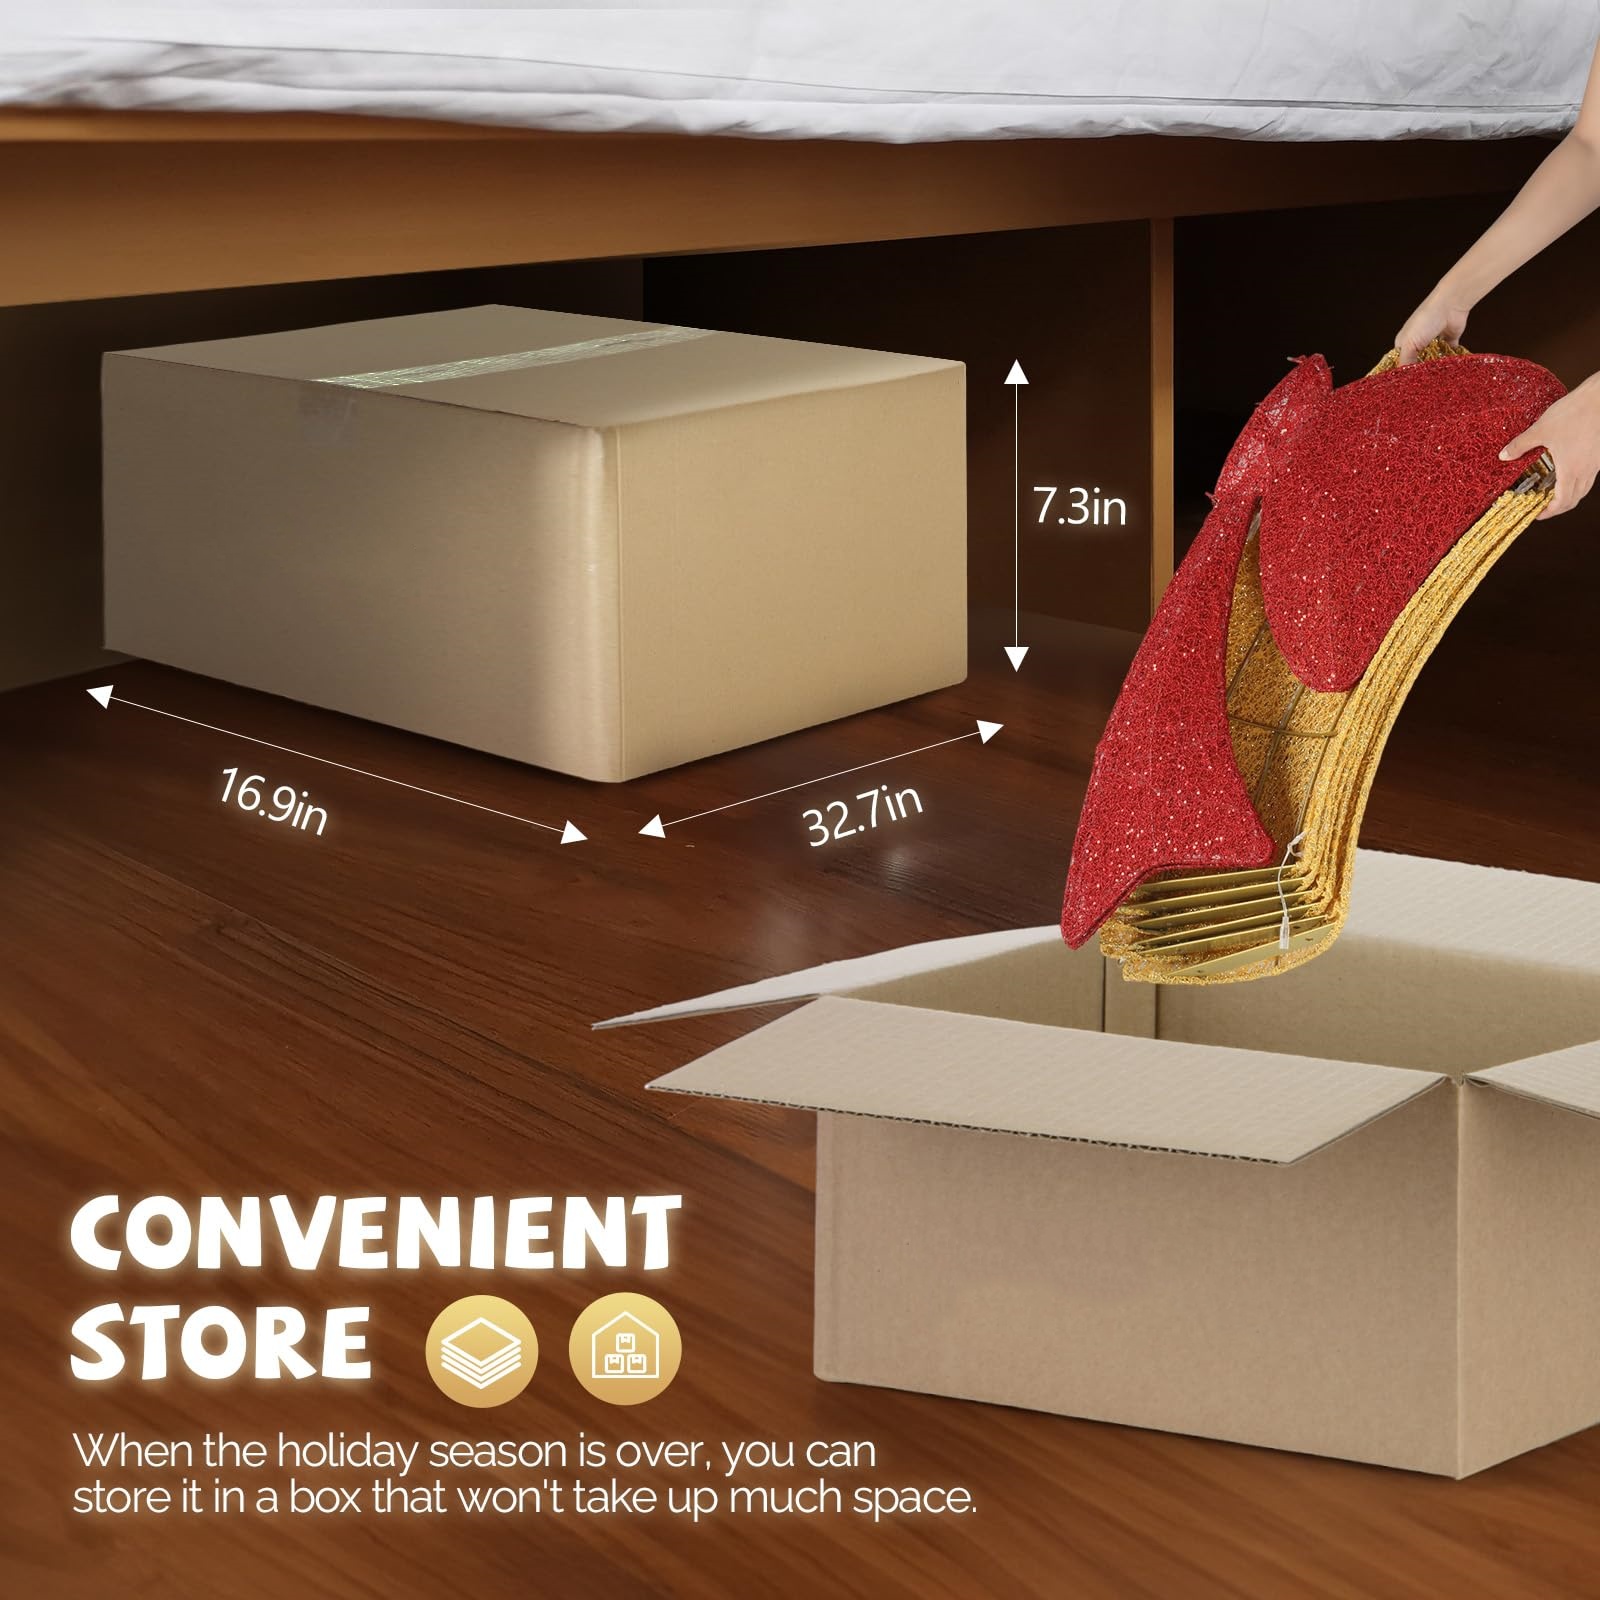 7.3in
16.9in
32.7in
CONVENIENT
STORE
When the holiday season is over, you can
store it in a box that won't take up much space.